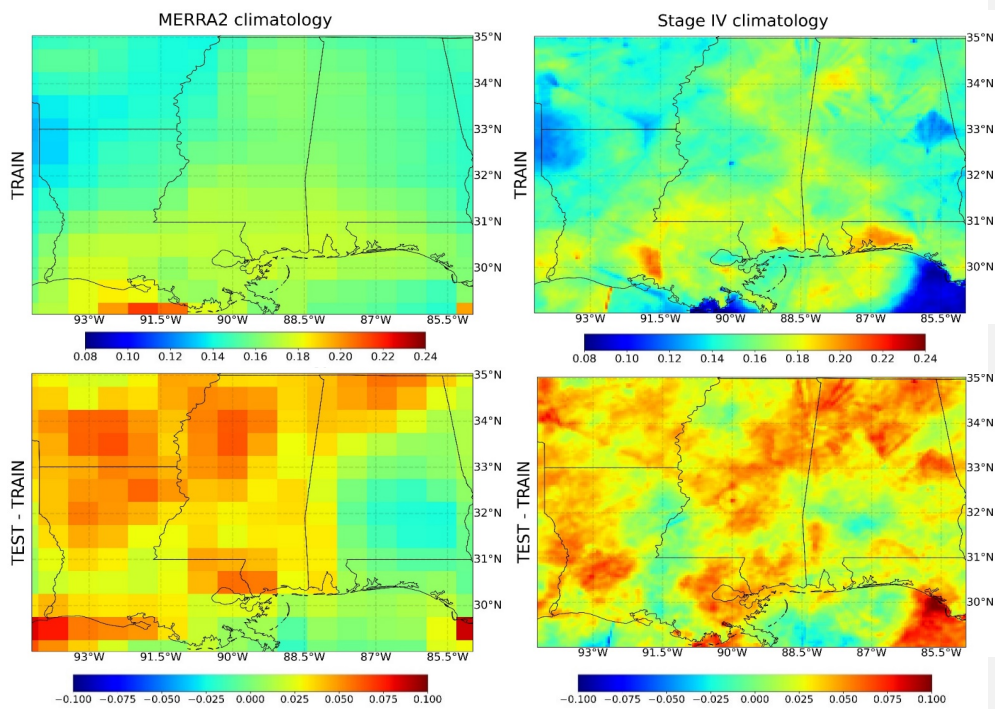 MERRA2 climatology
Stage IV climatology
TRAIN
35°N
34°N
33°N
32°N
31°N
30°N
93°W 91.5°W 90°W 88.5°W 87°W 85.5°W
0.08 0.10 0.12 0.14 0.16 0.18 0.20 0.22 0.24
TRAIN
35°N
34°N
33°N
32°N
31°N
30°N
93°W 91.5°W 90°W 88.5°W 87°W 85.5°W
0.08 0.10 0.12 0.14 0.16 0.18 0.20 0.22 0.24
TEST - TRAIN
35°N
34°N
33°N
32°N
31°N
30°N
93°W 91.5°W 90°W 88.5°W 87°W 85.5°W
−0.100 −0.075 −0.050 −0.025 0.000 0.025 0.050 0.075 0.100
TEST - TRAIN
35°N
34°N
33°N
32°N
31°N
30°N
93°W 91.5°W 90°W 88.5°W 87°W 85.5°W
−0.100 −0.075 −0.050 −0.025 0.000 0.025 0.050 0.075 0.100